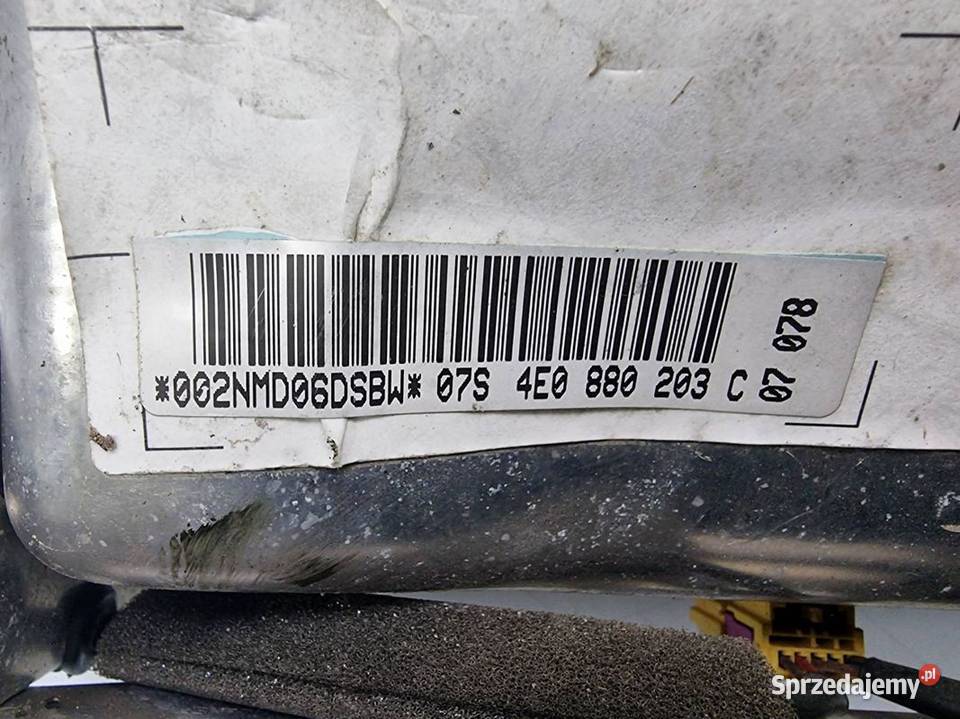 *002NMD06DSBW* 07S 4E0 880 203 C
07 078
Sprzedajemy.pl